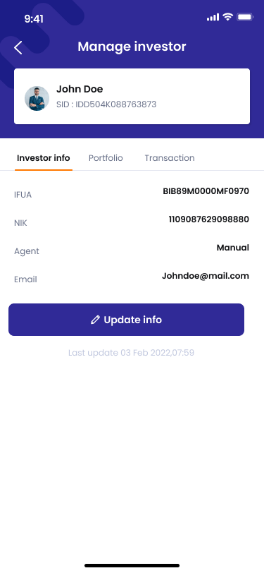 9:41
Manage investor
John Doe
SID : IDD504K088763873
Investor info Portfolio Transaction
IFUA BIB89M0000MF0970
NIK 1109087629098880
Agent Manual
Email Johndoe@mail.com
Update info
Last update 03 Feb 2022,07:59